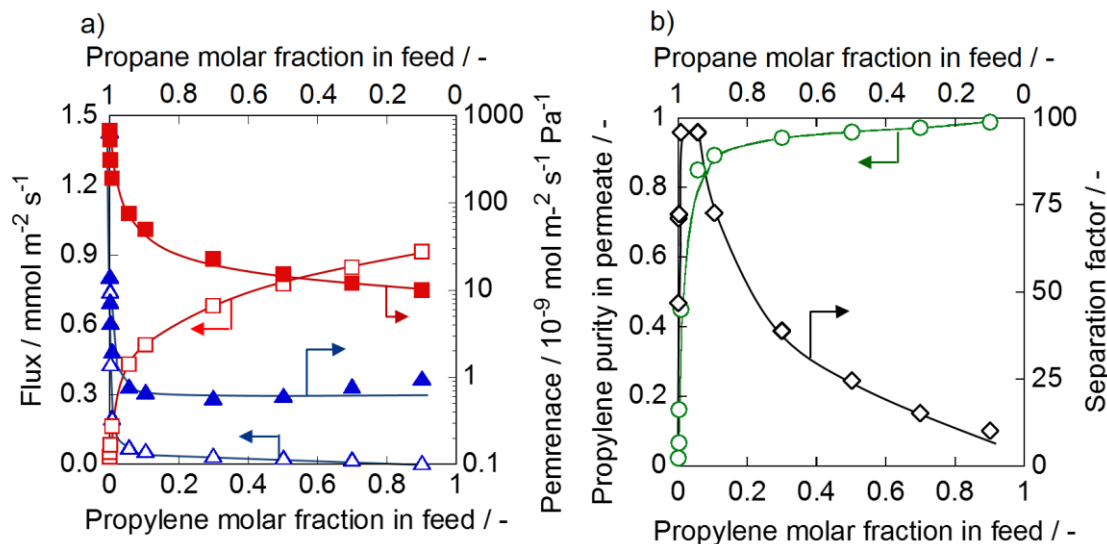 a)
Propane molar fraction in feed / -
1 0.8 0.6 0.4 0.2 0
1.5
1.2
0.9
0.6
0.3
0.0
Flux / mmol m-2 s-1
1000
100
10
1
0.1
Pemrenace / 10-9 mol m-2 s-1 Pa-1
0 0.2 0.4 0.6 0.8 1
Propylene molar fraction in feed / -
b)
Propane molar fraction in feed / -
1 0.8 0.6 0.4 0.2 0
1
0.8
0.6
0.4
0.2
0
Propylene purity in permeate / -
100
75
50
25
0
Separation factor / -
0 0.2 0.4 0.6 0.8 1
Propylene molar fraction in feed / -